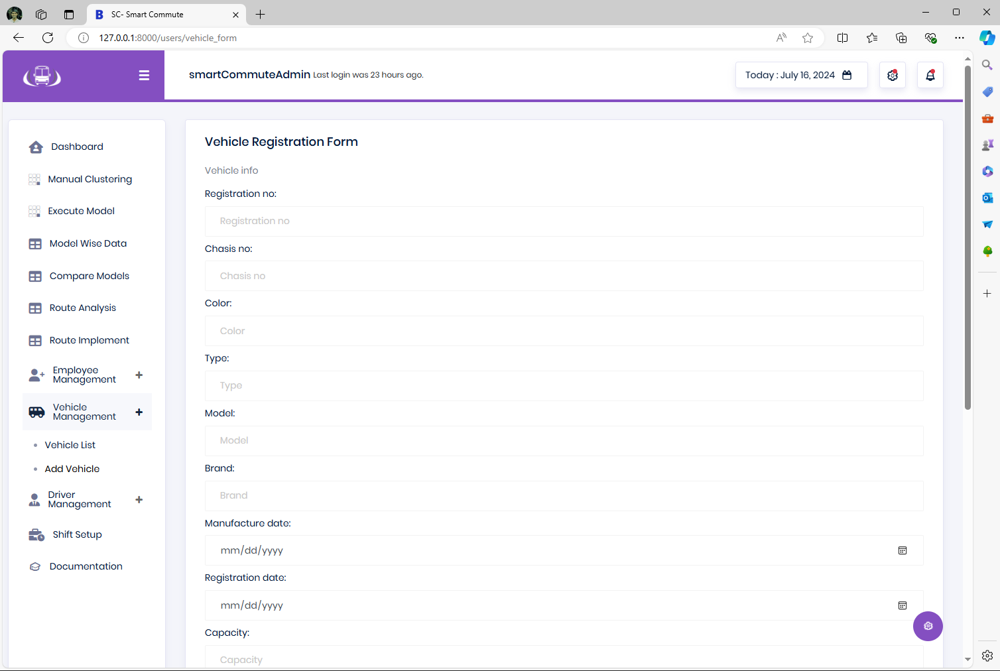 SC- Smart Commute
127.0.0.1:8000/users/vehicle_form
smartCommuteAdmin Last login was 23 hours ago.
Today : July 16, 2024
Dashboard
Manual Clustering
Execute Model
Model Wise Data
Compare Models
Route Analysis
Route Implement
Employee
Management
Vehicle
Management
Vehicle List
Add Vehicle
Driver
Management
Shift Setup
Documentation
Vehicle Registration Form
Vehicle info
Registration no:
Registration no
Chasis no:
Chasis no
Color:
Color
Type:
Type
Model:
Model
Brand:
Brand
Manufacture date:
mm/dd/yyyy
Registration date:
mm/dd/yyyy
Capacity:
Capacity